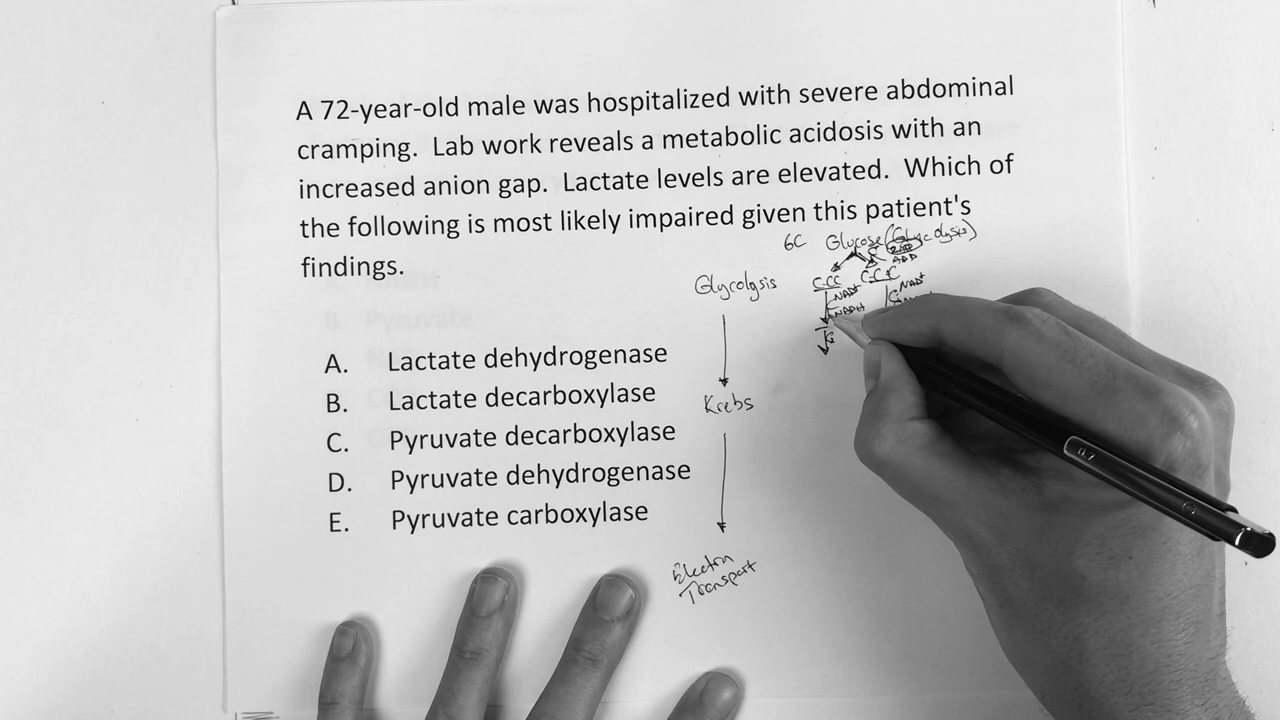 A 72-year-old male was hospitalized with severe abdominal
cramping. Lab work reveals a metabolic acidosis with an
increased anion gap. Lactate levels are elevated. Which of
the following is most likely impaired given this patient's
findings.
6C Glucose (Glycolysis)
ADP
C-C-C C-C-C
Glycolgsis
NAD+ NAD+
NADH
A. Lactate dehydrogenase
B. Lactate decarboxylase
Krebs
C. Pyruvate decarboxylase
D. Pyruvate dehydrogenase
E. Pyruvate carboxylase
Electrn
Transport